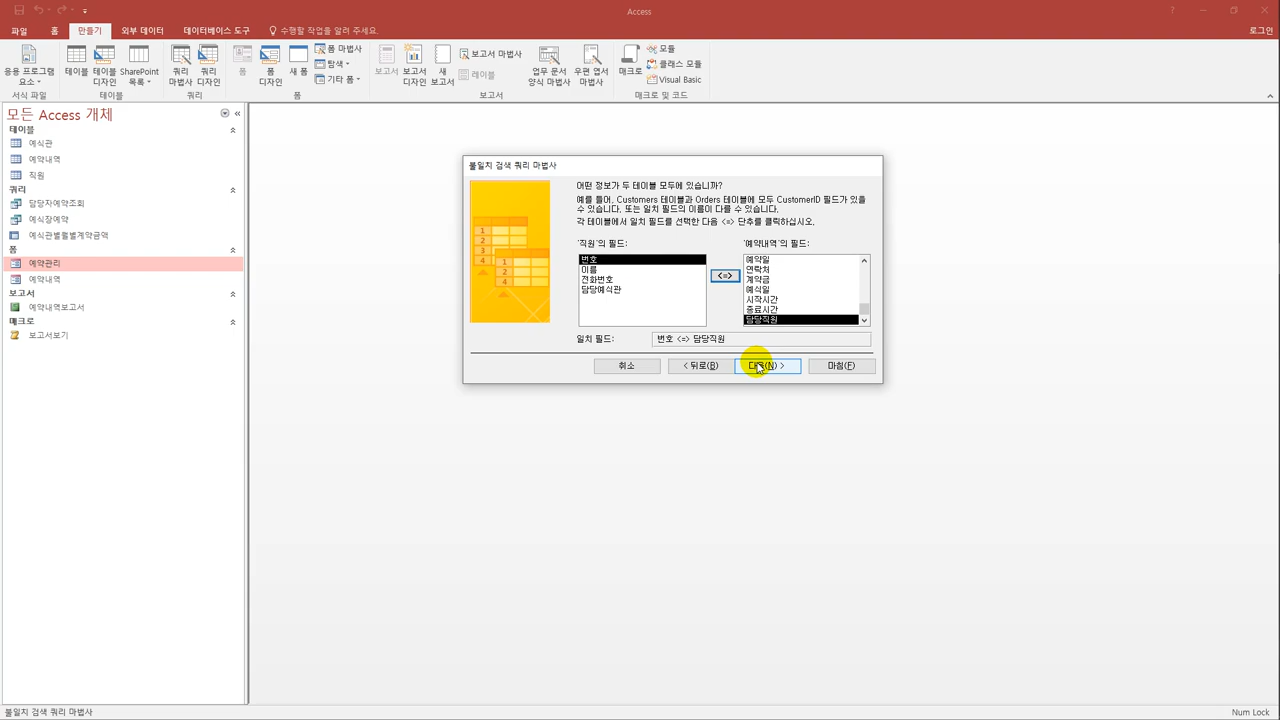 Access
파일 홈 만들기 외부 데이터 데이터베이스 도구 수행할 작업을 알려 주세요. 로그인
응용 프로그램 요소
테이블
테이블 디자인
SharePoint 목록
쿼리 마법사
쿼리 디자인
폼
폼 디자인
새 폼
폼 마법사
탐색
기타 폼
보고서
보고서 디자인
새 보고서
보고서 마법사
레이블
업무 문서 양식 마법사
우편 엽서 마법사
매크로
모듈
클래스 모듈
Visual Basic
서식 파일 테이블 쿼리 폼 보고서 매크로 및 코드
모든 Access 개체
테이블
예식관
예약내역
직원
쿼리
담당자예약조회
예식장예약
예식관별월별계약금액
폼
예약관리
예약내역
보고서
예약내역보고서
매크로
보고서보기
불일치 검색 쿼리 마법사
어떤 정보가 두 테이블 모두에 있습니까?
예를 들어, Customers 테이블과 Orders 테이블에 모두 CustomerID 필드가 있을
수 있습니다. 또는 일치 필드의 이름이 다를 수 있습니다.
각 테이블에서 일치 필드를 선택한 다음 <=> 단추를 클릭하십시오.
'직원'의 필드: '예약내역'의 필드:
번호
이름
전화번호
담당예식관
<=>
예약일
연락처
계약금
예식일
시작시간
종료시간
담당직원
일치 필드: 번호 <=> 담당직원
취소 < 뒤로(B) 다음(N) > 마침(F)
불일치 검색 쿼리 마법사 Num Lock